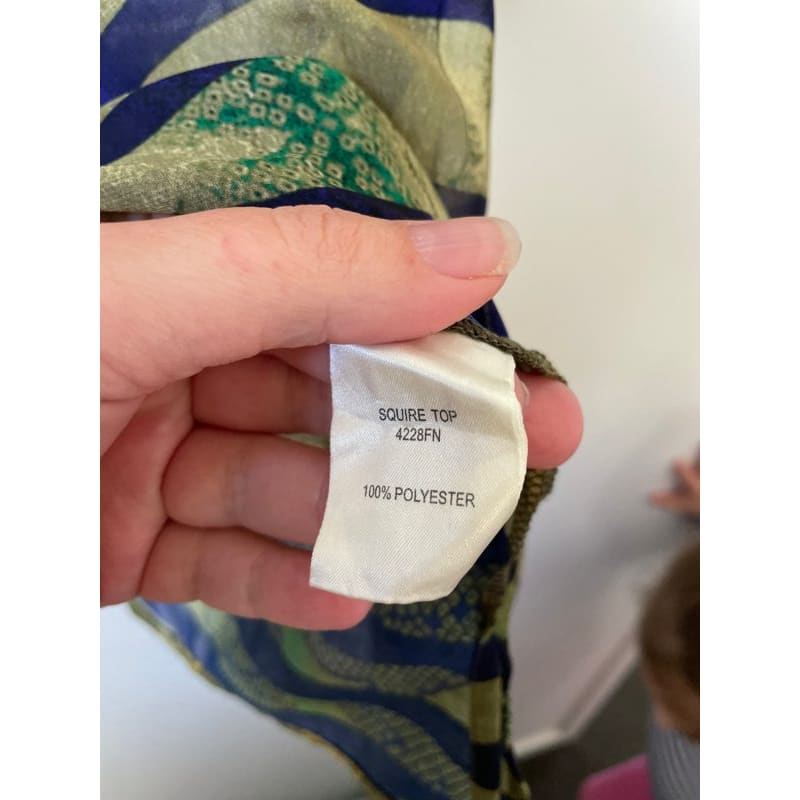 SQUIRE TOP
4228FN
100% POLYESTER